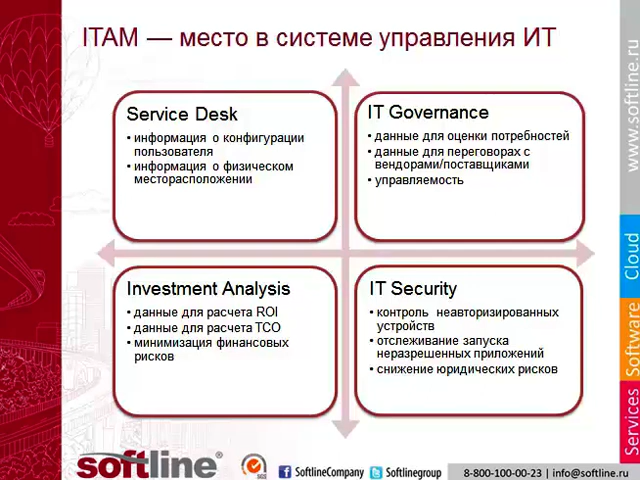 ITAM — место в системе управления ИТ
Service Desk
• информация о конфигурации
пользователя
• информация о физическом
месторасположении
IT Governance
• данные для оценки потребностей
• данные для переговорах с
вендорами/поставщиками
• управляемость
Investment Analysis
• данные для расчета ROI
• данные для расчета TCO
• минимизация финансовых
рисков
IT Security
• контроль неавторизированных
устройств
• отслеживание запуска
неразрешенных приложений
• снижение юридических рисков
www.softline.ru
Cloud
Software
Services
softline®
SoftlineCompany
Softlinegroup
8-800-100-00-23 | info@softline.ru